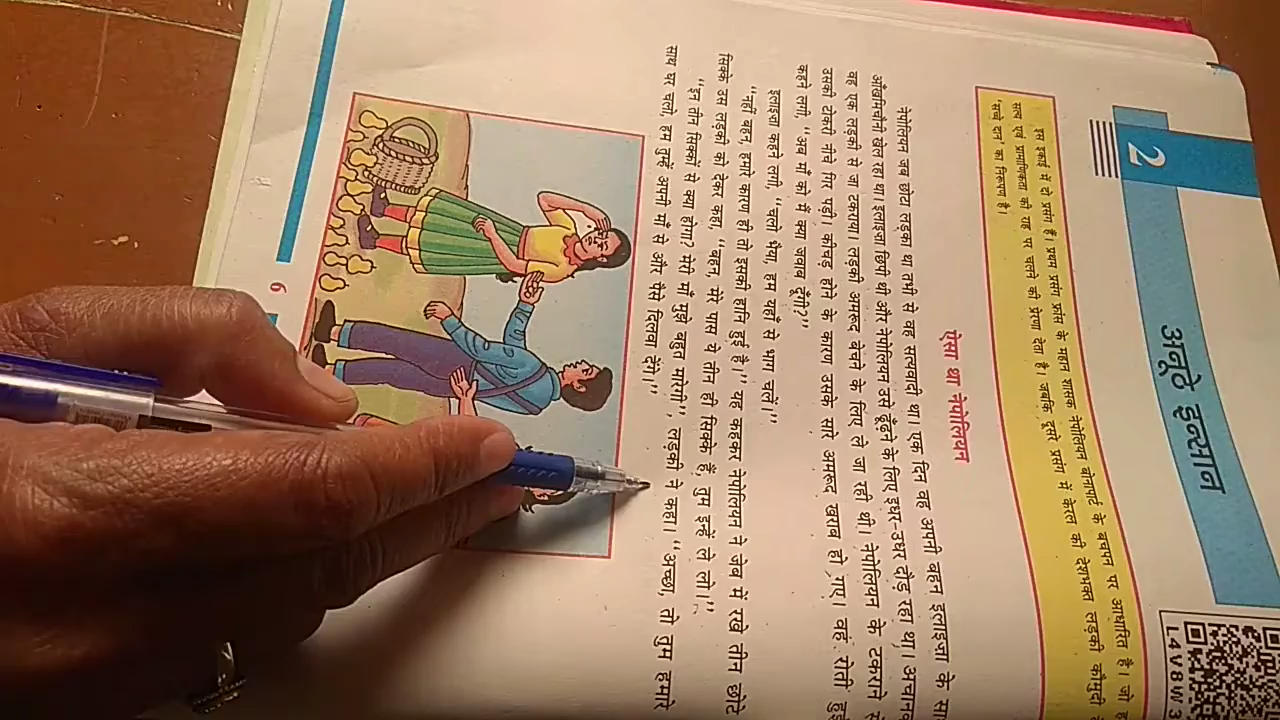 2
अनूठे इन्सान
L4V8W3
इस इकाई में दो प्रसंग हैं। प्रथम प्रसंग फ्रांस के महान शासक नेपोलियन बोनापार्ट के बचपन पर आधारित है। जो
सत्य एवं प्रामाणिकता की राह पर चलने की प्रेरणा देता है। जबकि दूसरे प्रसंग में केरल की देशभक्त लड़की कौमुदी
'सच्चे दान' का निरूपण है।
ऐसा था नेपोलियन
नेपोलियन जब छोटा लड़का था तभी से वह सत्यवादी था। एक दिन वह अपनी बहन इलाइजा के
आँखमिचौनी खेल रहा था। इलाइजा छिपी थी और नेपोलियन उसे ढूँढ़ने के लिए इधर-उधर दौड़ रहा था। अचानक
वह एक लड़की से जा टकराया। लड़की अमरूद बेचने के लिए ले जा रही थी। नेपोलियन के टकराने
उसकी टोकरी नीचे गिर पड़ी। कीचड़ होने के कारण उसके सारे अमरूद खराब हो गए। वह रोती
कहने लगी, "अब माँ को मैं क्या जवाब दूँगी?"
इलाइजा कहने लगी, "चलो भैया, हम यहाँ से भाग चलें।"
"नहीं बहन, हमारे कारण ही तो इसकी हानि हुई है।" यह कहकर नेपोलियन ने जेब में रखे तीन छोटे
सिक्के उस लड़की को देकर कहा, "बहन, मेरे पास ये तीन ही सिक्के हैं, तुम इन्हें ले लो।"
"इन तीन सिक्कों से क्या होगा? मेरी माँ मुझे बहुत मारेगी", लड़की ने कहा। "अच्छा, तो तुम हमारे
साथ घर चलो, हम तुम्हें अपनी माँ से और पैसे दिलवा देंगे।"
6